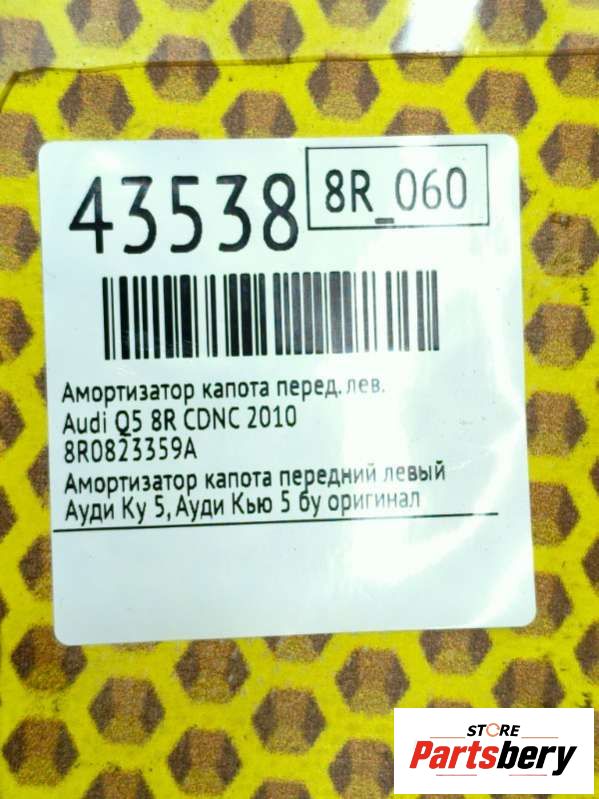 43538
8R_060
Амортизатор капота перед. лев.
Audi Q5 8R CDNC 2010
8R0823359A
Амортизатор капота передний левый
Ауди Ку 5, Ауди Кью 5 бу оригинал
STORE
Partsbery